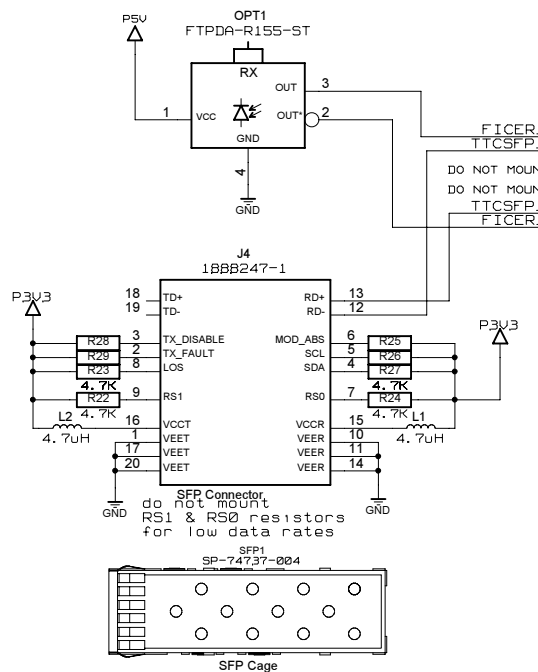 OPT1
FTPDA-R155-ST
P5V
RX
OUT 3
1 VCC OUT* 2
GND
4
GND
FICER
TTCSFP
DO NOT MOUN
DO NOT MOUN
TTCSFP
FICER
J4
1888247-1
P3V3
18 TD+ RD+ 13
19 TD- RD- 12
P3V3
R28 3 TX_DISABLE MOD_ABS 6 R25
R29 2 TX_FAULT SCL 5 R26
R23 8 LOS SDA 4 R27
4.7K 4.7K
R22 9 RS1 RS0 7 R24
4.7K 4.7K
L2 16 VCCT VCCR 15 L1
4.7uH 1 VEET VEER 10 4.7uH
17 VEET VEER 11
20 VEET VEER 14
SFP Connector
GND GND
do not mount
RS1 & RS0 resistors
for low data rates
SFP1
SP-74737-004
SFP Cage